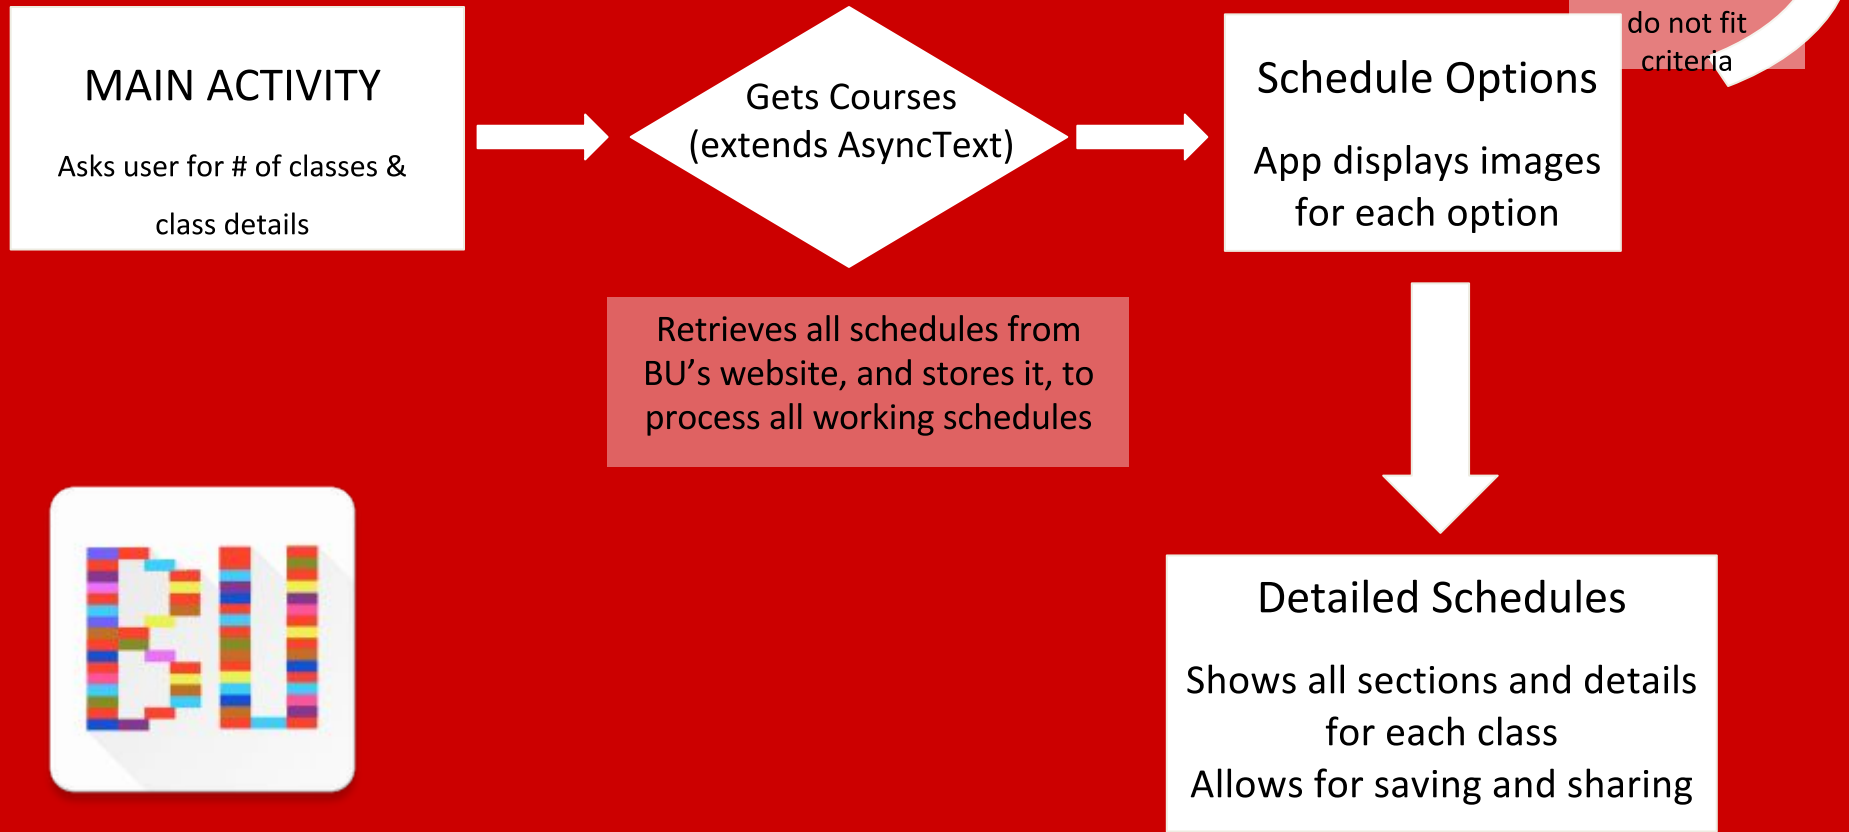 MAIN ACTIVITY
Asks user for # of classes &
class details
Gets Courses
(extends AsyncText)
Retrieves all schedules from
BU’s website, and stores it, to
process all working schedules
do not fit
criteria
Schedule Options
App displays images
for each option
Detailed Schedules
Shows all sections and details
for each class
Allows for saving and sharing
BU